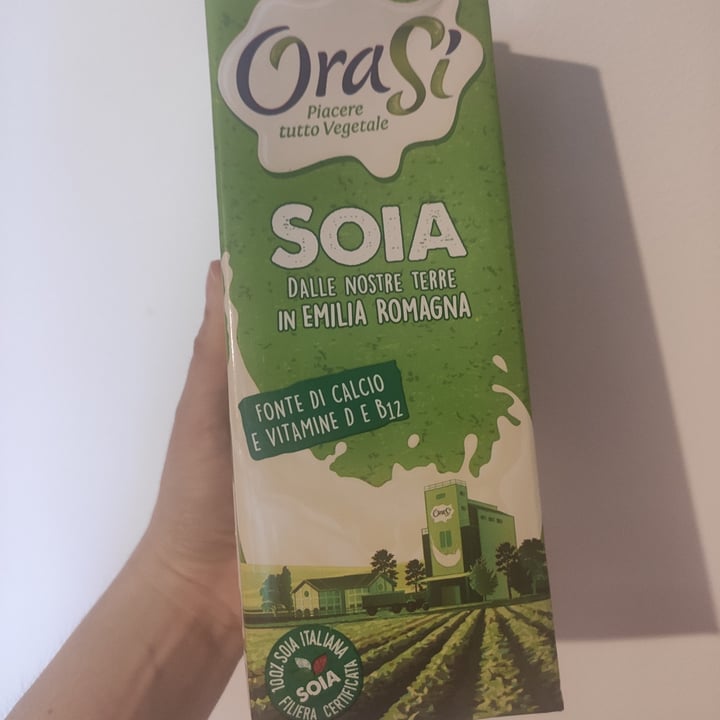 OraSì
Piacere
tutto Vegetale
SOIA
DALLE NOSTRE TERRE
IN EMILIA ROMAGNA
FONTE DI CALCIO
E VITAMINE D E B12
OraSì
100% SOIA ITALIANA
SOIA
FILIERA CERTIFICATA